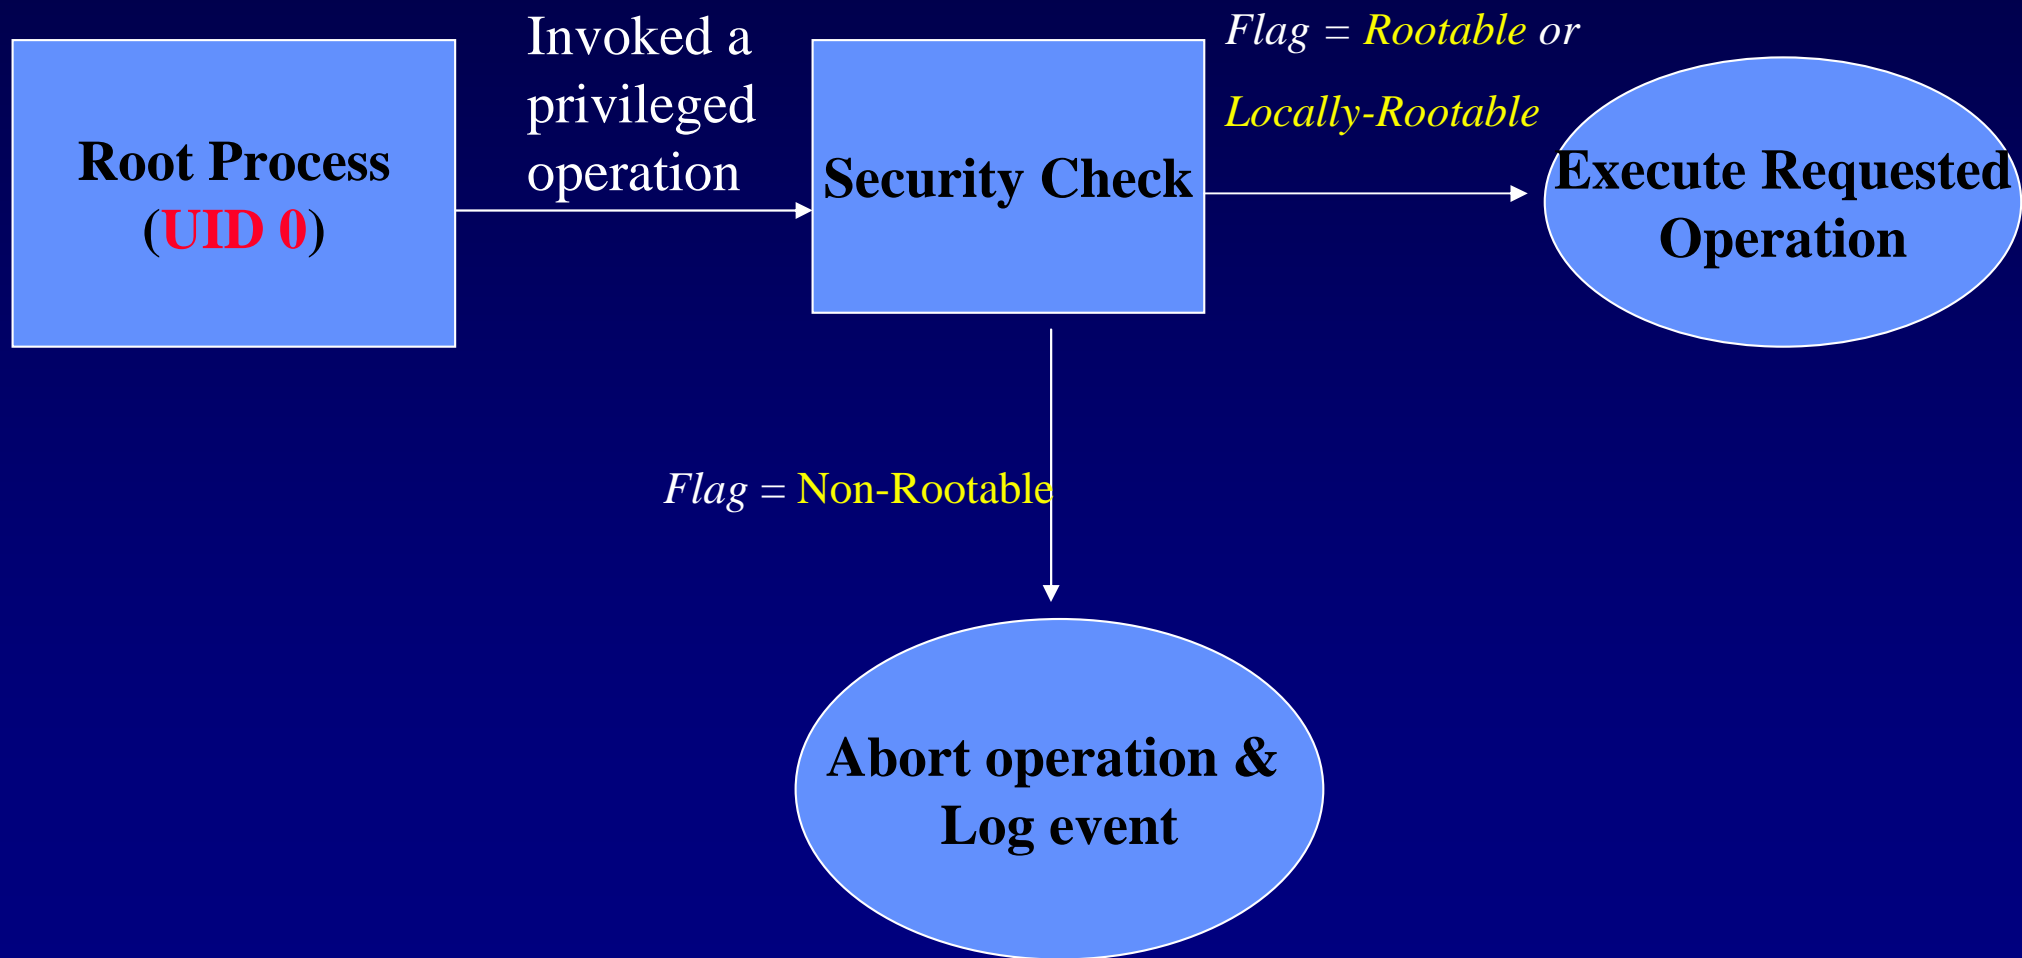 Root Process
(UID 0)
Invoked a
privileged
operation
Security Check
Flag = Rootable or
Locally-Rootable
Execute Requested
Operation
Flag = Non-Rootable
Abort operation &
Log event